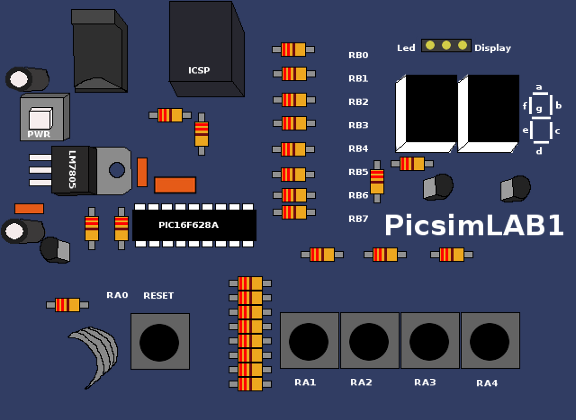 ICSP
RB0
Led
Display
RB1
a
f
g
b
RB2
RB3
e
c
d
PWR
RB4
LM7805
RB5
RB6
RB7
PIC16F628A
PicsimLAB1
RA0
RESET
RA1
RA2
RA3
RA4